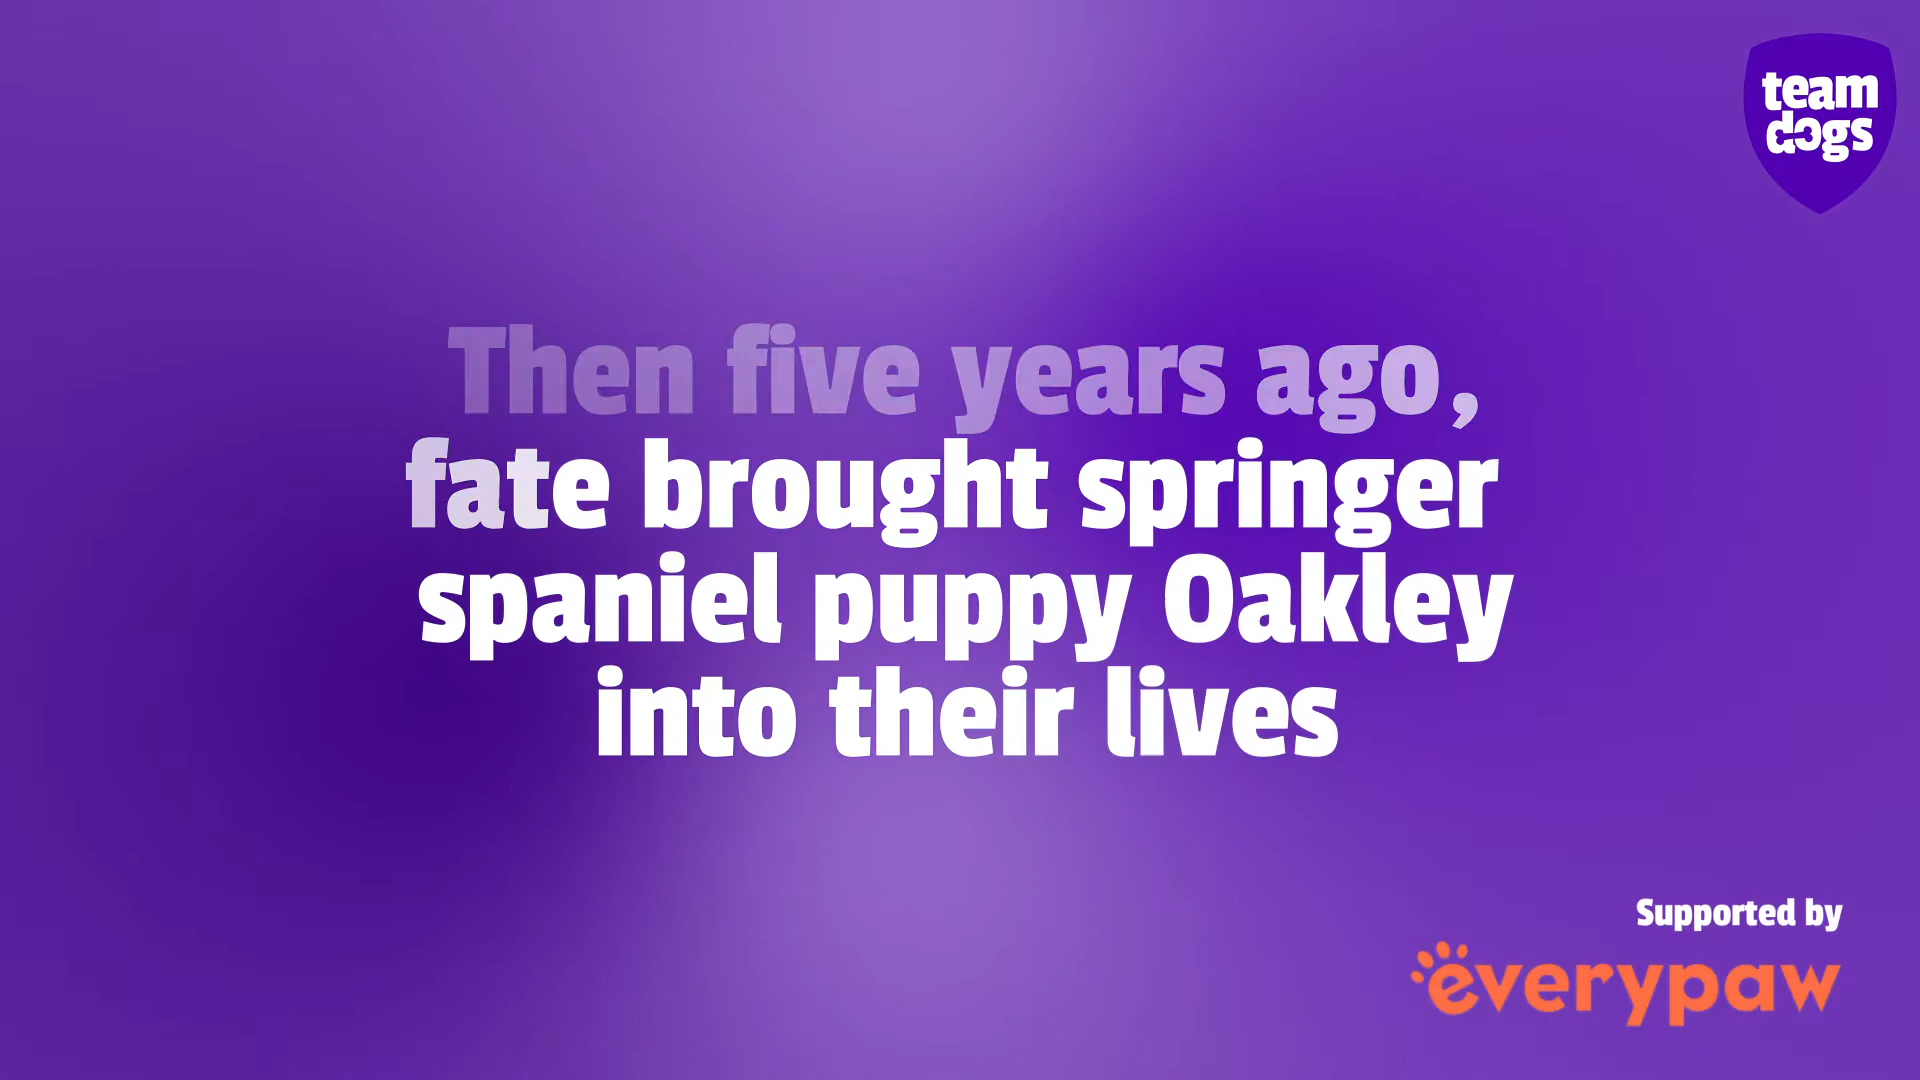 team
dogs
Then five years ago,
fate brought springer
spaniel puppy Oakley
into their lives
Supported by
everypaw